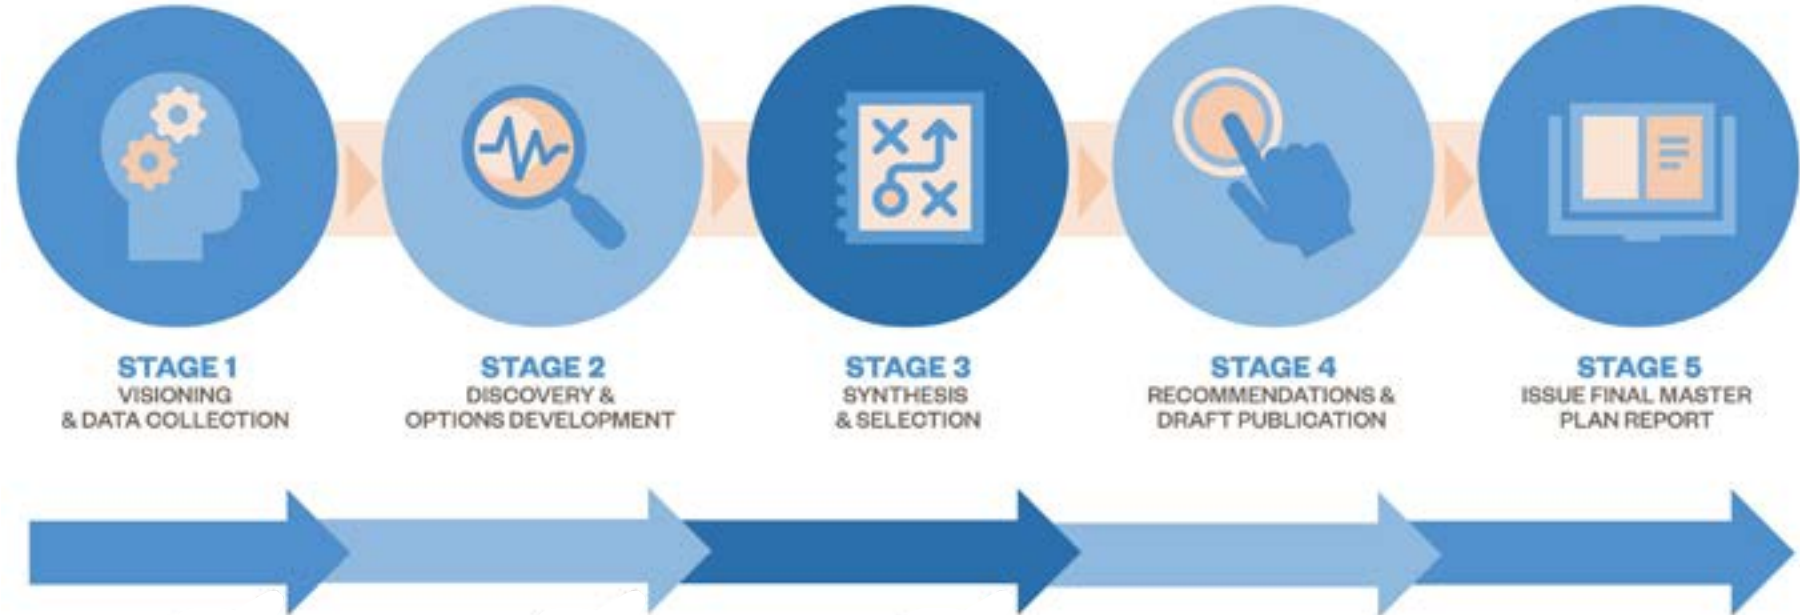 STAGE 1
VISIONING
& DATA COLLECTION
STAGE 2
DISCOVERY &
OPTIONS DEVELOPMENT
STAGE 3
SYNTHESIS
& SELECTION
STAGE 4
RECOMMENDATIONS &
DRAFT PUBLICATION
STAGE 5
ISSUE FINAL MASTER
PLAN REPORT